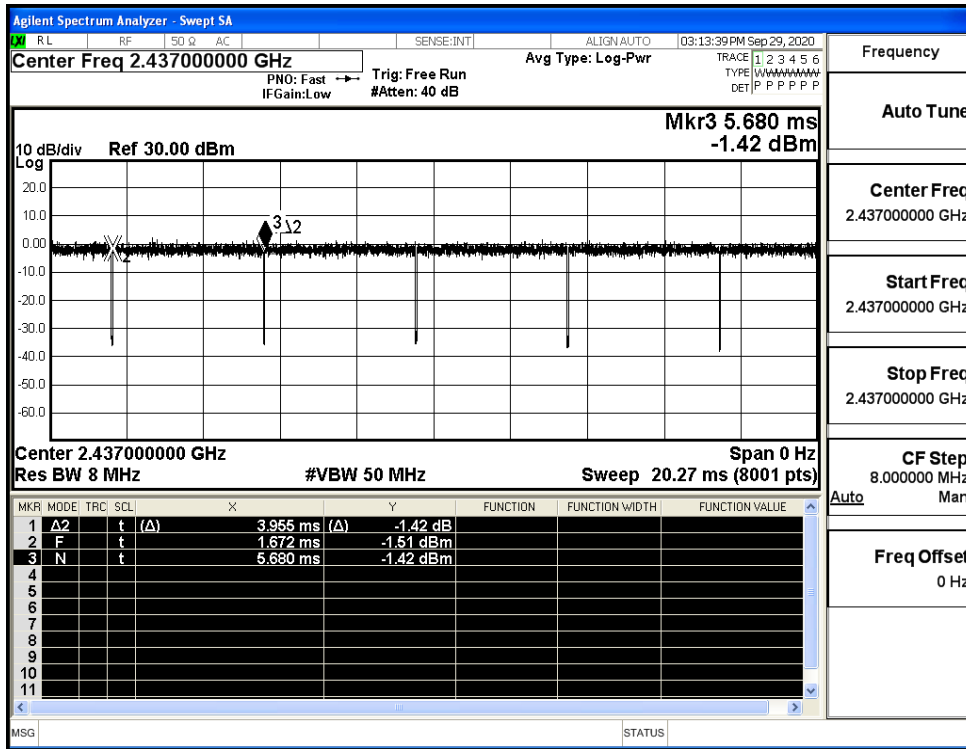 Agilent Spectrum Analyzer - Swept SA
LXI RL RF 50 Ω AC SENSE:INT ALIGN AUTO 03:13:39 PM Sep 29, 2020
Center Freq 2.437000000 GHz
PNO: Fast
IFGain:Low
Trig: Free Run
#Atten: 40 dB
Avg Type: Log-Pwr
TRACE 1 2 3 4 5 6
TYPE
DET P P P P P P
Mkr3 5.680 ms
-1.42 dBm
10 dB/div Ref 30.00 dBm
Log
20.0
10.0
0.00
-10.0
-20.0
-30.0
-40.0
-50.0
-60.0
3 Δ2
2
Center 2.437000000 GHz Span 0 Hz
Res BW 8 MHz #VBW 50 MHz Sweep 20.27 ms (8001 pts)
MKR MODE TRC SCL X Y FUNCTION FUNCTION WIDTH FUNCTION VALUE
1 Δ2 t (Δ) 3.955 ms (Δ) -1.42 dB
2 F t 1.672 ms -1.51 dBm
3 N t 5.680 ms -1.42 dBm
4
5
6
7
8
9
10
11
MSG STATUS
Frequency
Auto Tune
Center Freq
2.437000000 GHz
Start Freq
2.437000000 GHz
Stop Freq
2.437000000 GHz
CF Step
8.000000 MHz
Auto Man
Freq Offset
0 Hz